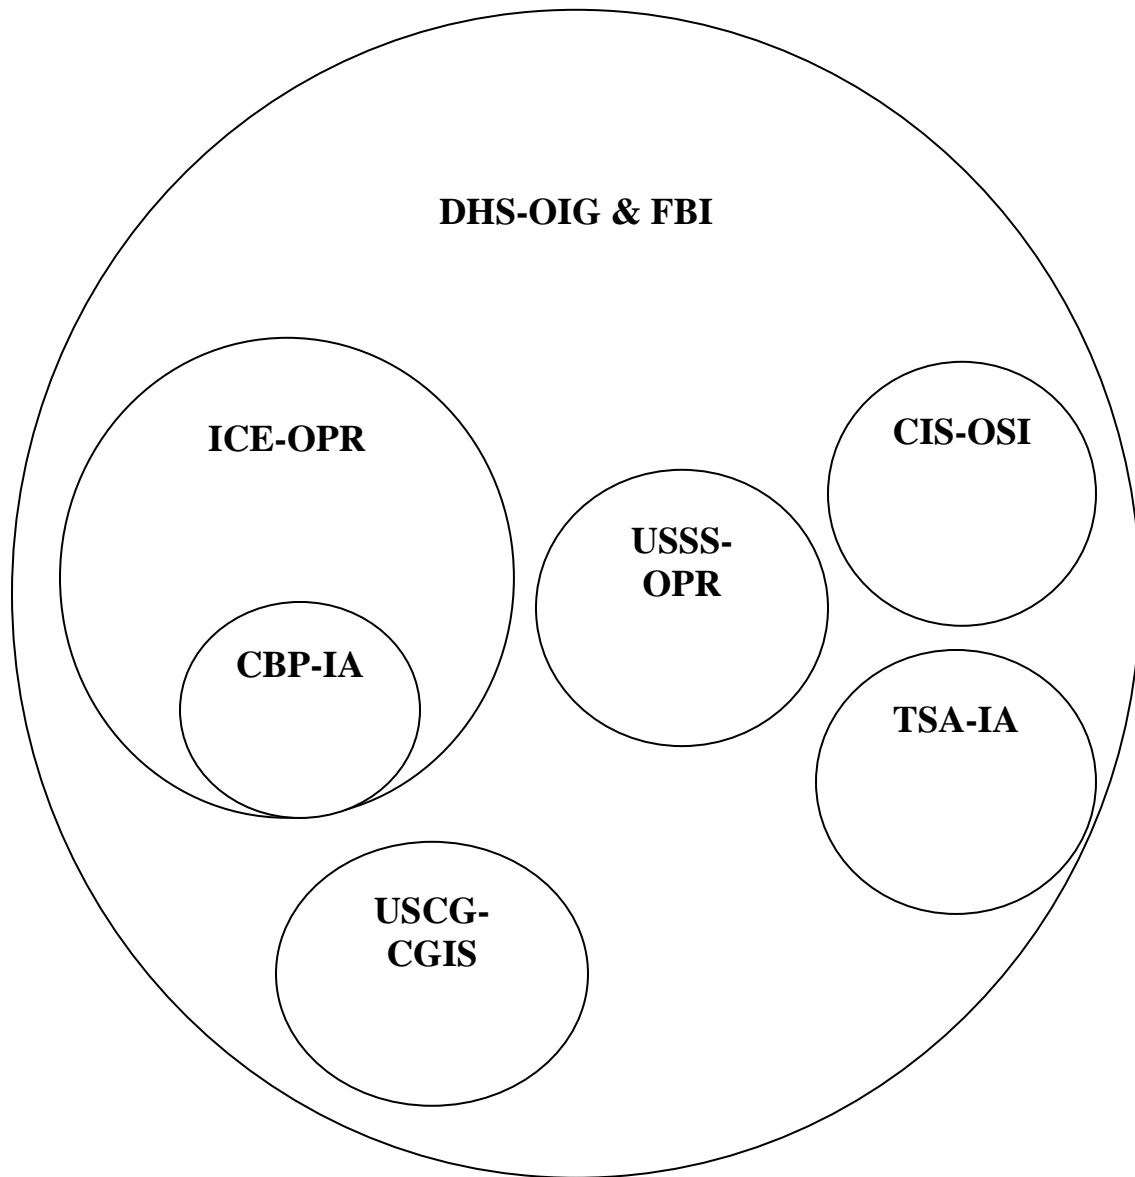 DHS-OIG & FBI
ICE-OPR
CIS-OSI
USSS-
OPR
CBP-IA
TSA-IA
USCG-
CGIS